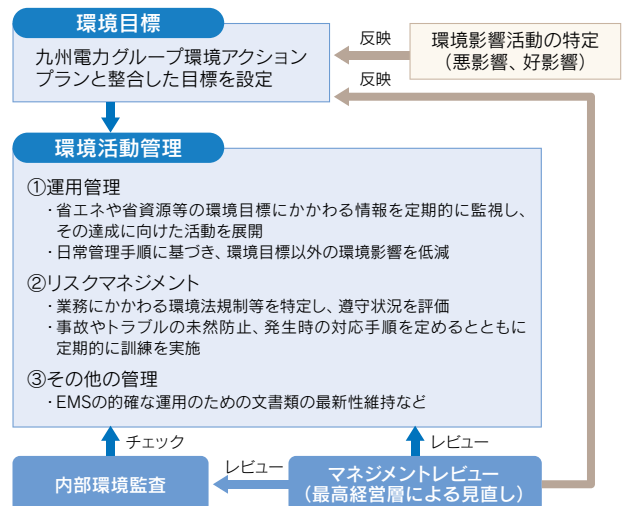 環境目標
九州電力グループ環境アクション
プランと整合した目標を設定
反映
環境影響活動の特定
（悪影響、好影響）
反映
環境活動管理
①運用管理
・省エネや省資源等の環境目標にかかわる情報を定期的に監視し、
その達成に向けた活動を展開
・日常管理手順に基づき、環境目標以外の環境影響を低減
②リスクマネジメント
・業務にかかわる環境法規制等を特定し、遵守状況を評価
・事故やトラブルの未然防止、発生時の対応手順を定めるとともに
定期的に訓練を実施
③その他の管理
・EMSの的確な運用のための文書類の最新性維持など
チェック
レビュー
内部環境監査
レビュー
マネジメントレビュー
（最高経営層による見直し）